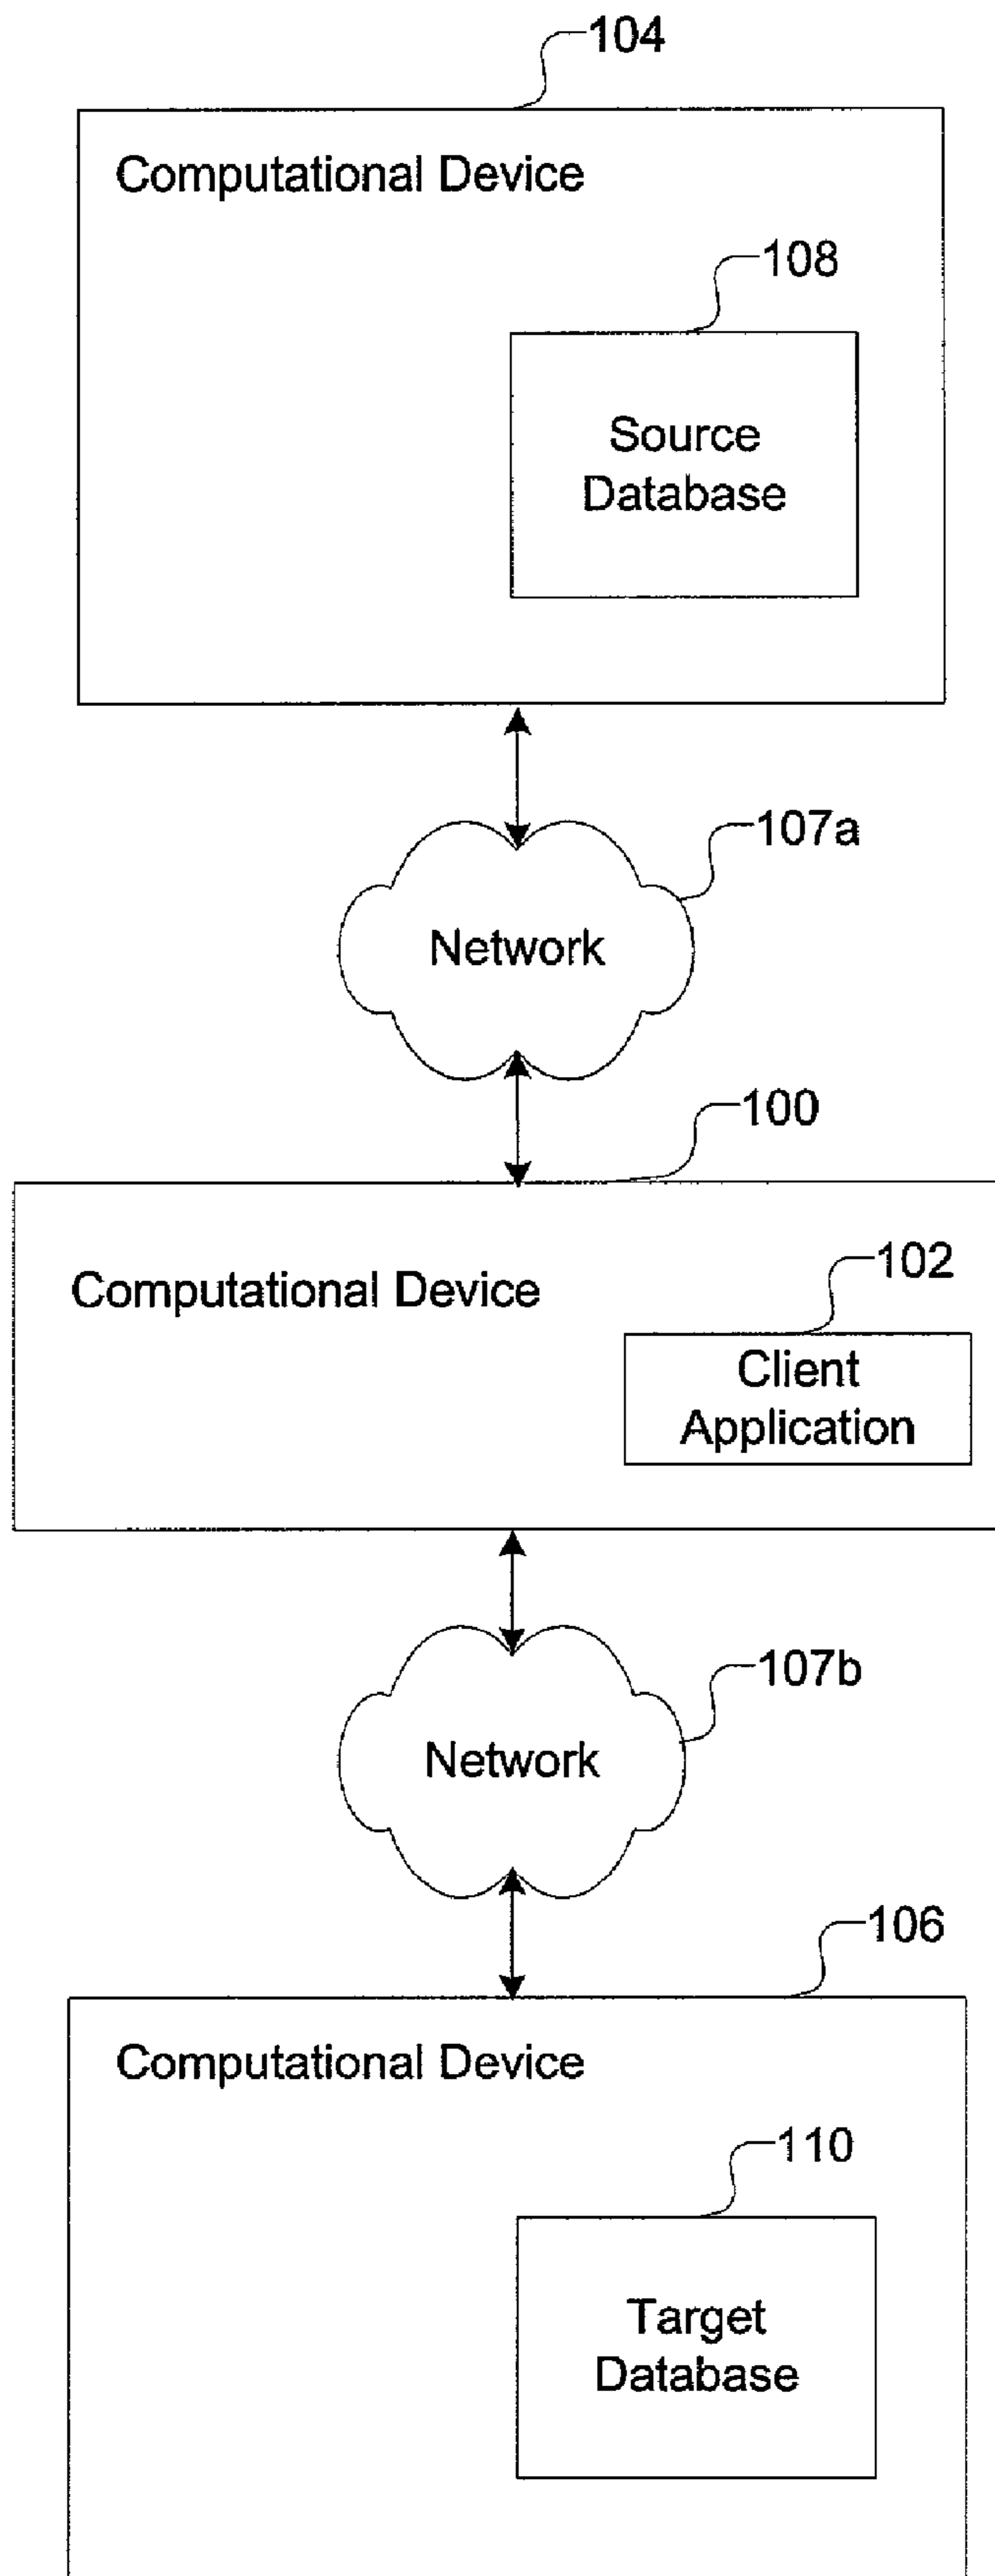 104
Computational Device
108
Source
Database
107a
Network
100
Computational Device
102
Client
Application
107b
Network
106
Computational Device
110
Target
Database